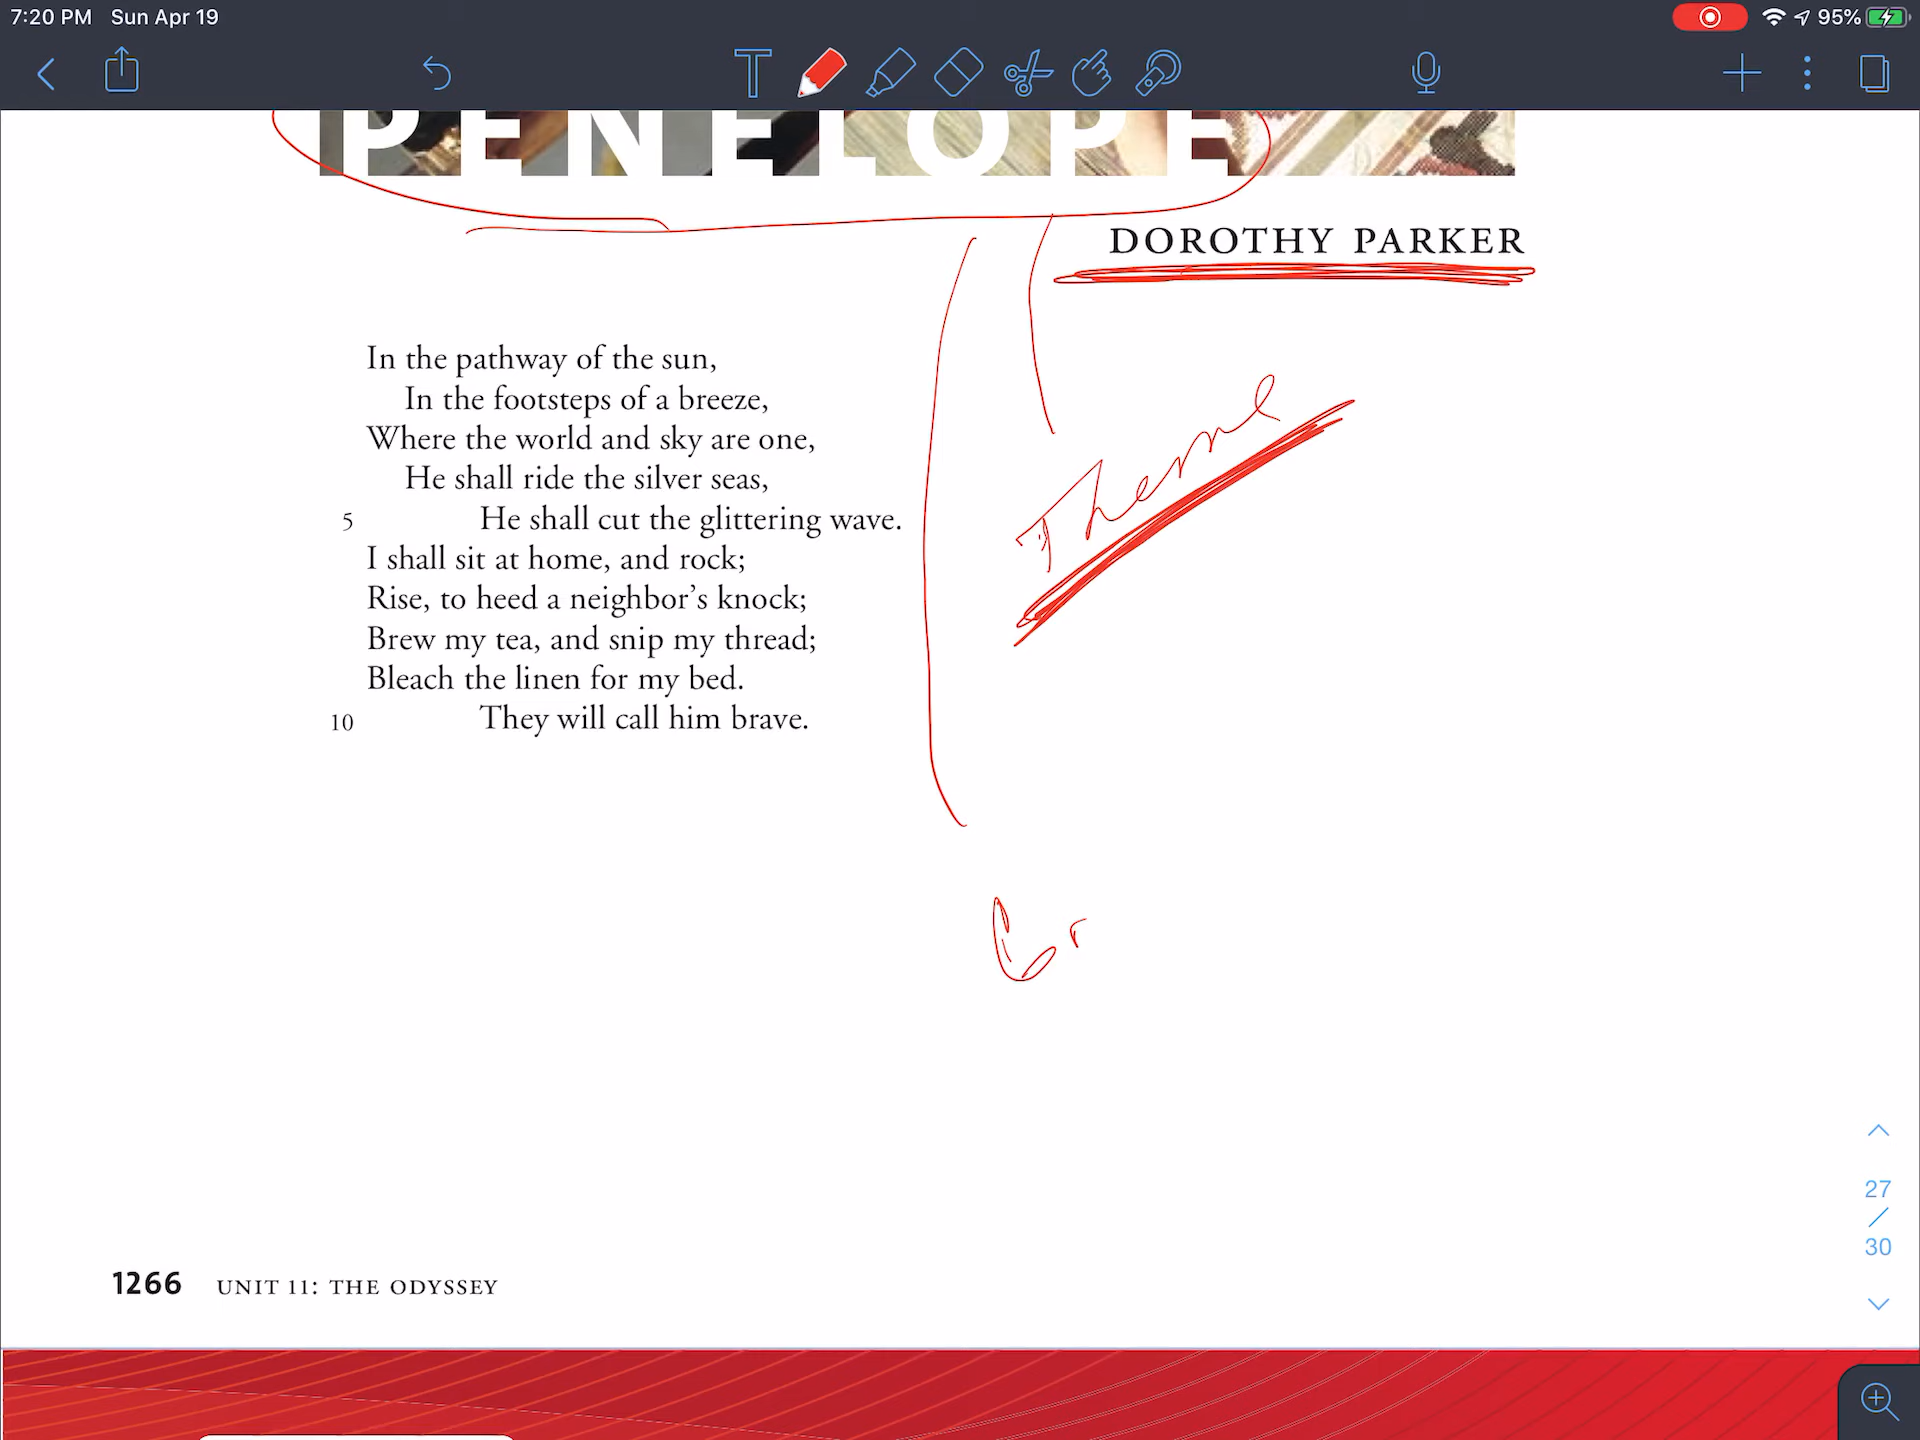 7:20 PM Sun Apr 19
95%
T
PENELOPE
DOROTHY PARKER
In the pathway of the sun,
In the footsteps of a breeze,
Where the world and sky are one,
He shall ride the silver seas,
5 He shall cut the glittering wave.
I shall sit at home, and rock;
Rise, to heed a neighbor’s knock;
Brew my tea, and snip my thread;
Bleach the linen for my bed.
10 They will call him brave.
Theme
br
27
/
30
1266 UNIT 11: THE ODYSSEY